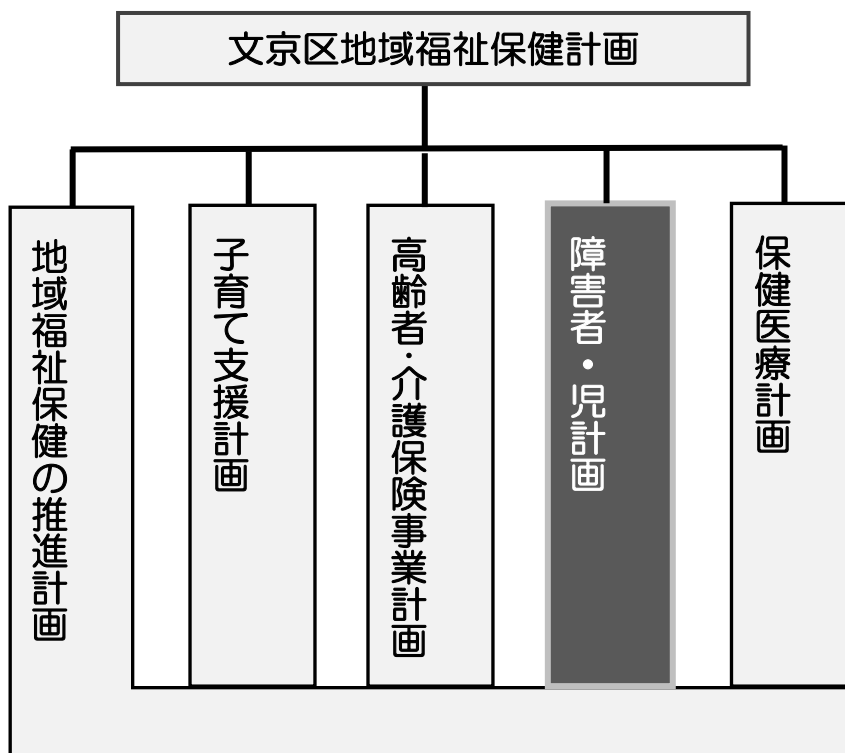 文京区地域福祉保健計画
地域福祉保健の推進計画
子育て支援計画
高齢者・介護保険事業計画
障害者・児計画
保健医療計画